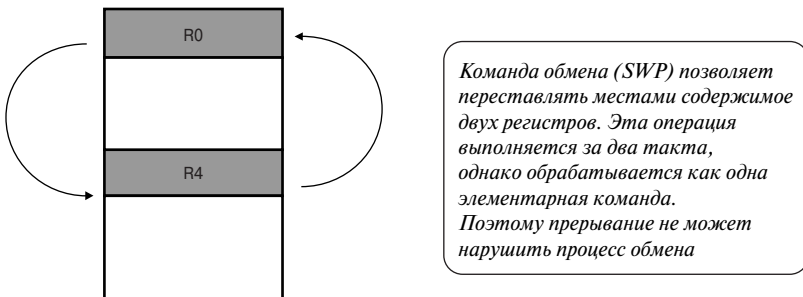 R0
R4
Команда обмена (SWP) позволяет
переставлять местами содержимое
двух регистров. Эта операция
выполняется за два такта,
однако обрабатывается как одна
элементарная команда.
Поэтому прерывание не может
нарушить процесс обмена